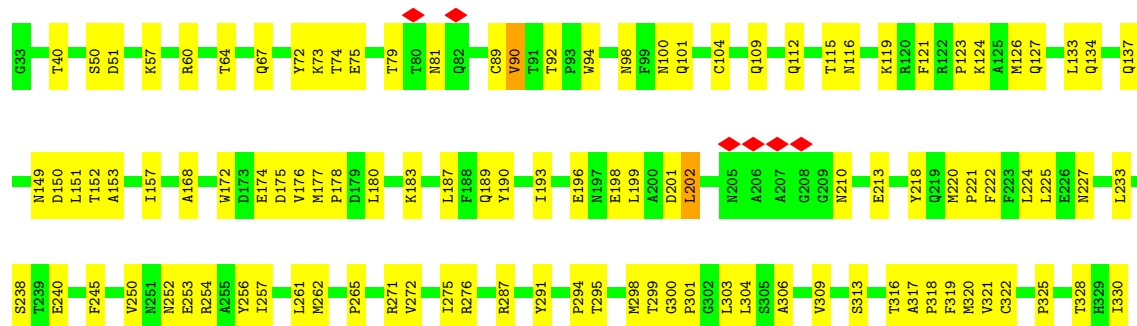 G33 T40 S50 D51 K57 R60 T64 Q67 Y72 K73 T74 E75 T79 T80 N81 Q82 C89 V90 T91 T92 P93 W94 N98 F99 N100 Q101 C104 Q109 Q112 T115 N116 K119 R120 F121 R122 P123 K124 A125 M126 Q127 L133 Q134 Q137
N149 D150 L151 T152 A153 I157 A168 W172 D173 E174 D175 V176 M177 P178 D179 L180 K183 L187 F188 Q189 Y190 I193 E196 N197 E198 L199 A200 D201 L202 N205 A206 A207 G208 G209 N210 E213 Y218 Q219 M220 P221 F222 F223 L224 L225 E226 N227 L233
S238 T239 E240 F245 V250 N251 N252 E253 R254 A255 Y256 I257 L261 M262 P265 R271 V272 I275 R276 R287 Y291 P294 T295 M298 T299 G300 P301 G302 L303 L304 S305 A306 V309 S313 T316 A317 P318 F319 M320 V321 C322 P325 T328 H329 I330